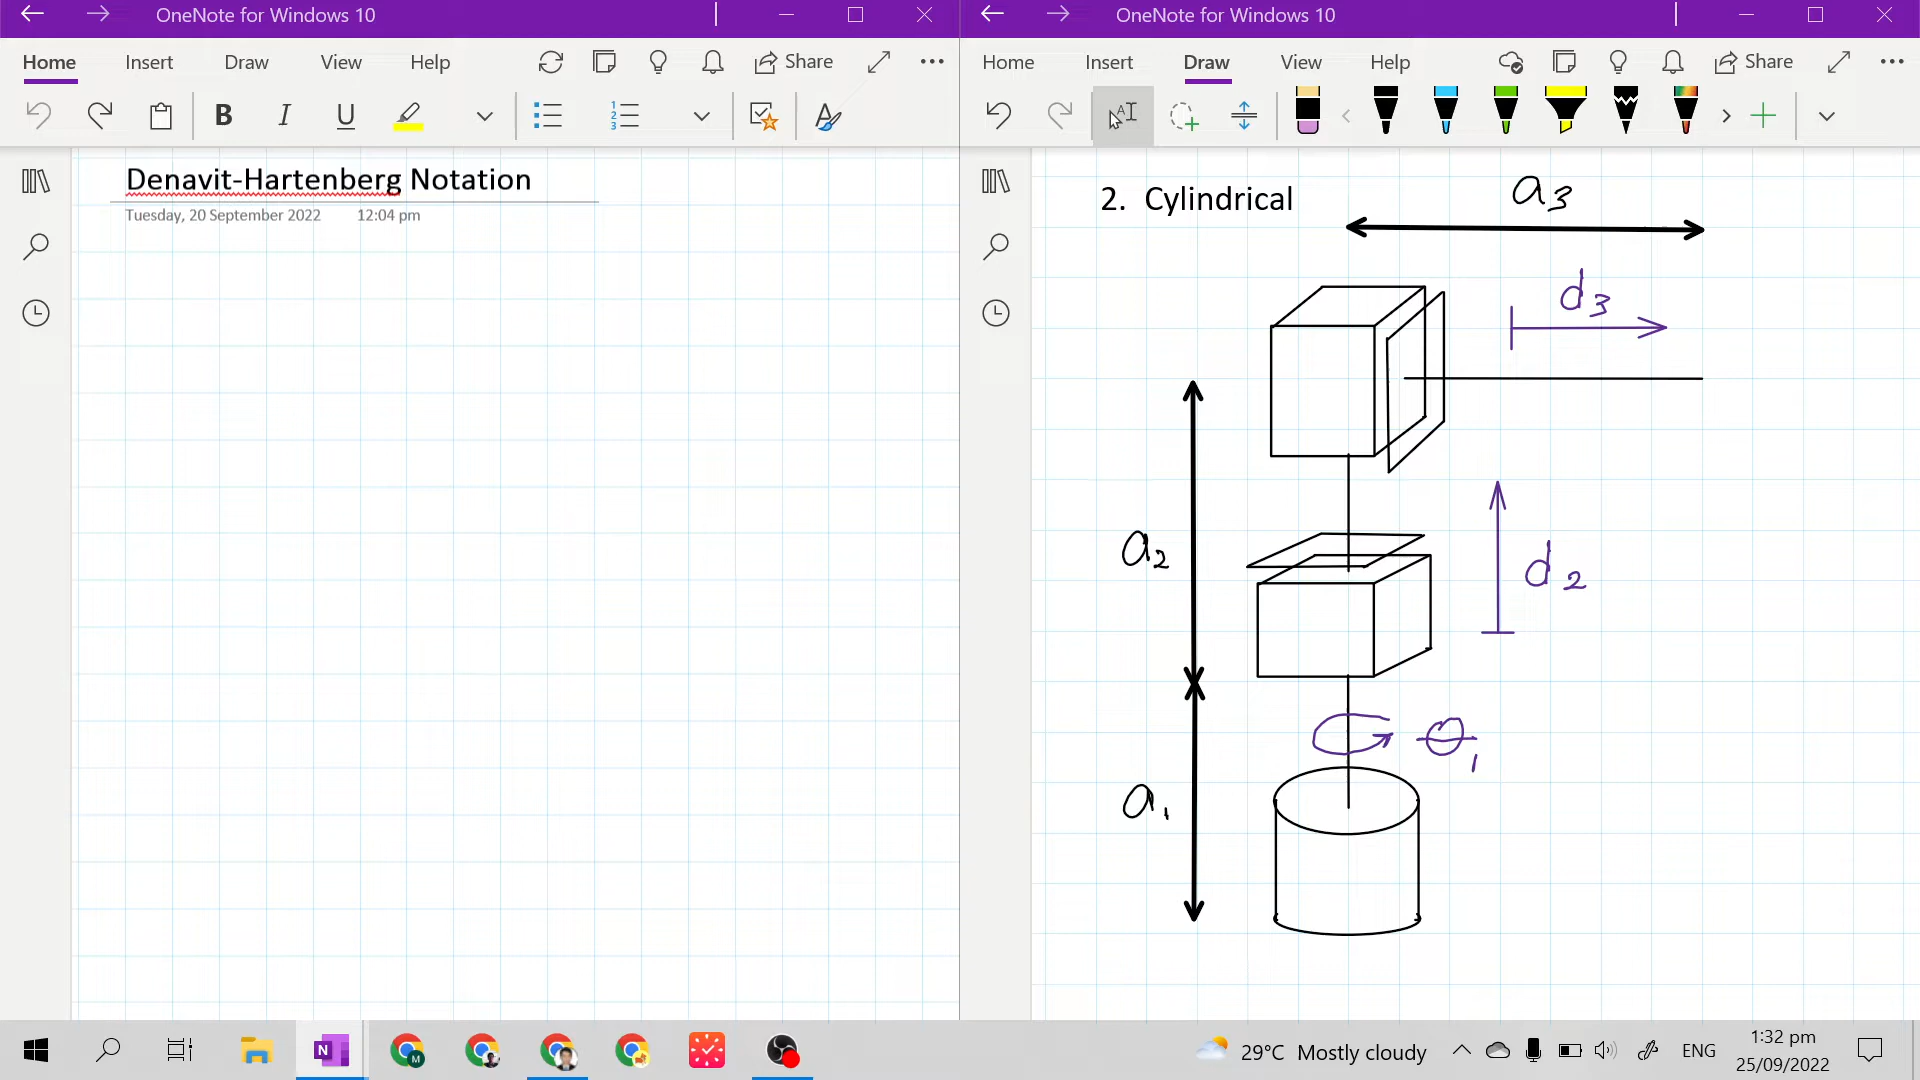 OneNote for Windows 10
Home Insert Draw View Help Share
B I U
Denavit-Hartenberg Notation
Tuesday, 20 September 2022 12:04 pm
OneNote for Windows 10
Home Insert Draw View Help Share
2. Cylindrical
a3
d3
a2
d2
θ1
a1
29°C Mostly cloudy
ENG
1:32 pm
25/09/2022